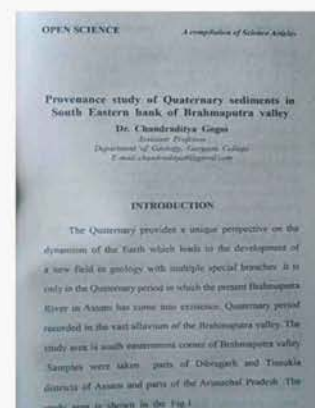 OPEN SCIENCE A compilation of Science Articles
Provenance study of Quaternary sediments in
South Eastern bank of Brahmaputra valley
Dr. Chandraditya Gogoi
Assistant Professor
Department of Geology, Gargaon College
INTRODUCTION
The Quaternary provides a unique perspective on the
dynamism of the Earth which leads to the development of
a new field in geology with multiple special branches. it is
only in the Quaternary period in which the present Brahmaputra
River in Assam has come into existence. Quaternary period
recorded in the vast alluvium of the Brahmaputra valley. The
study area is south easternmost corner of Brahmaputra valley
Samples were taken parts of Dibrugarh and Tinsukia
districts of Assam and parts of the Arunachal Pradesh. The
study area is shown in the Fig.1